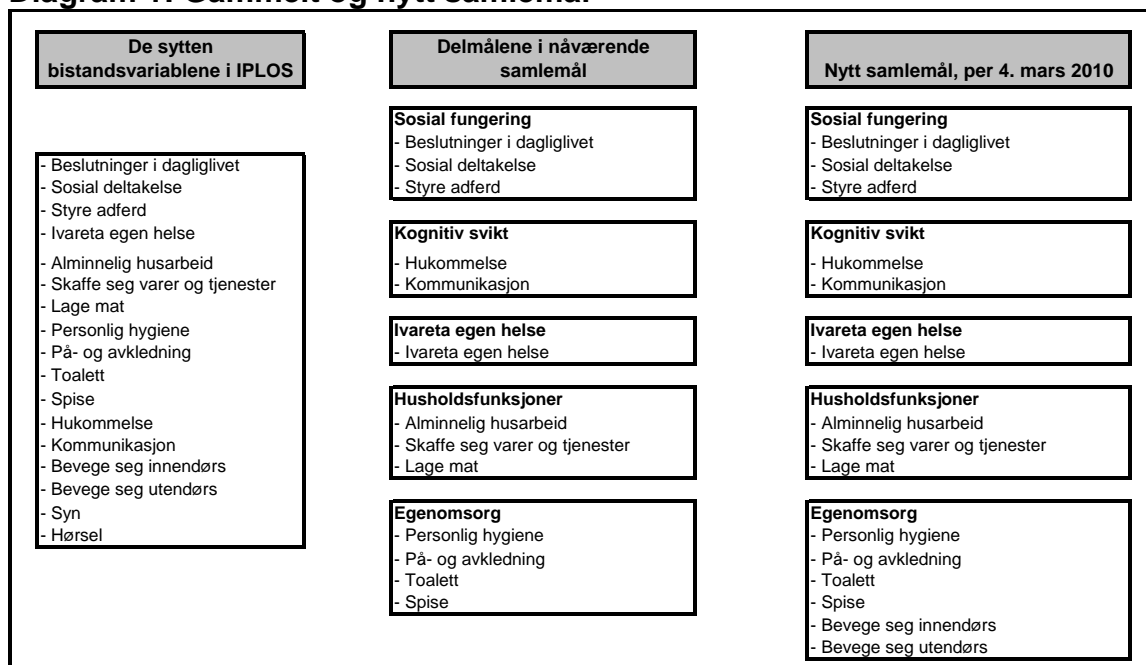 Diagram 1: Gammelt og nytt samlemål
De sytten
bistandsvariablene i IPLOS
- Beslutninger i dagliglivet
- Sosial deltakelse
- Styre adferd
- Ivareta egen helse
- Alminnelig husarbeid
- Skaffe seg varer og tjenester
- Lage mat
- Personlig hygiene
- På- og avkledning
- Toalett
- Spise
- Hukommelse
- Kommunikasjon
- Bevege seg innendørs
- Bevege seg utendørs
- Syn
- Hørsel
Delmålene i nåværende
samlemål
Sosial fungering
- Beslutninger i dagliglivet
- Sosial deltakelse
- Styre adferd
Kognitiv svikt
- Hukommelse
- Kommunikasjon
Ivareta egen helse
- Ivareta egen helse
Husholdsfunksjoner
- Alminnelig husarbeid
- Skaffe seg varer og tjenester
- Lage mat
Egenomsorg
- Personlig hygiene
- På- og avkledning
- Toalett
- Spise
Nytt samlemål, per 4. mars 2010
Sosial fungering
- Beslutninger i dagliglivet
- Sosial deltakelse
- Styre adferd
Kognitiv svikt
- Hukommelse
- Kommunikasjon
Ivareta egen helse
- Ivareta egen helse
Husholdsfunksjoner
- Alminnelig husarbeid
- Skaffe seg varer og tjenester
- Lage mat
Egenomsorg
- Personlig hygiene
- På- og avkledning
- Toalett
- Spise
- Bevege seg innendørs
- Bevege seg utendørs